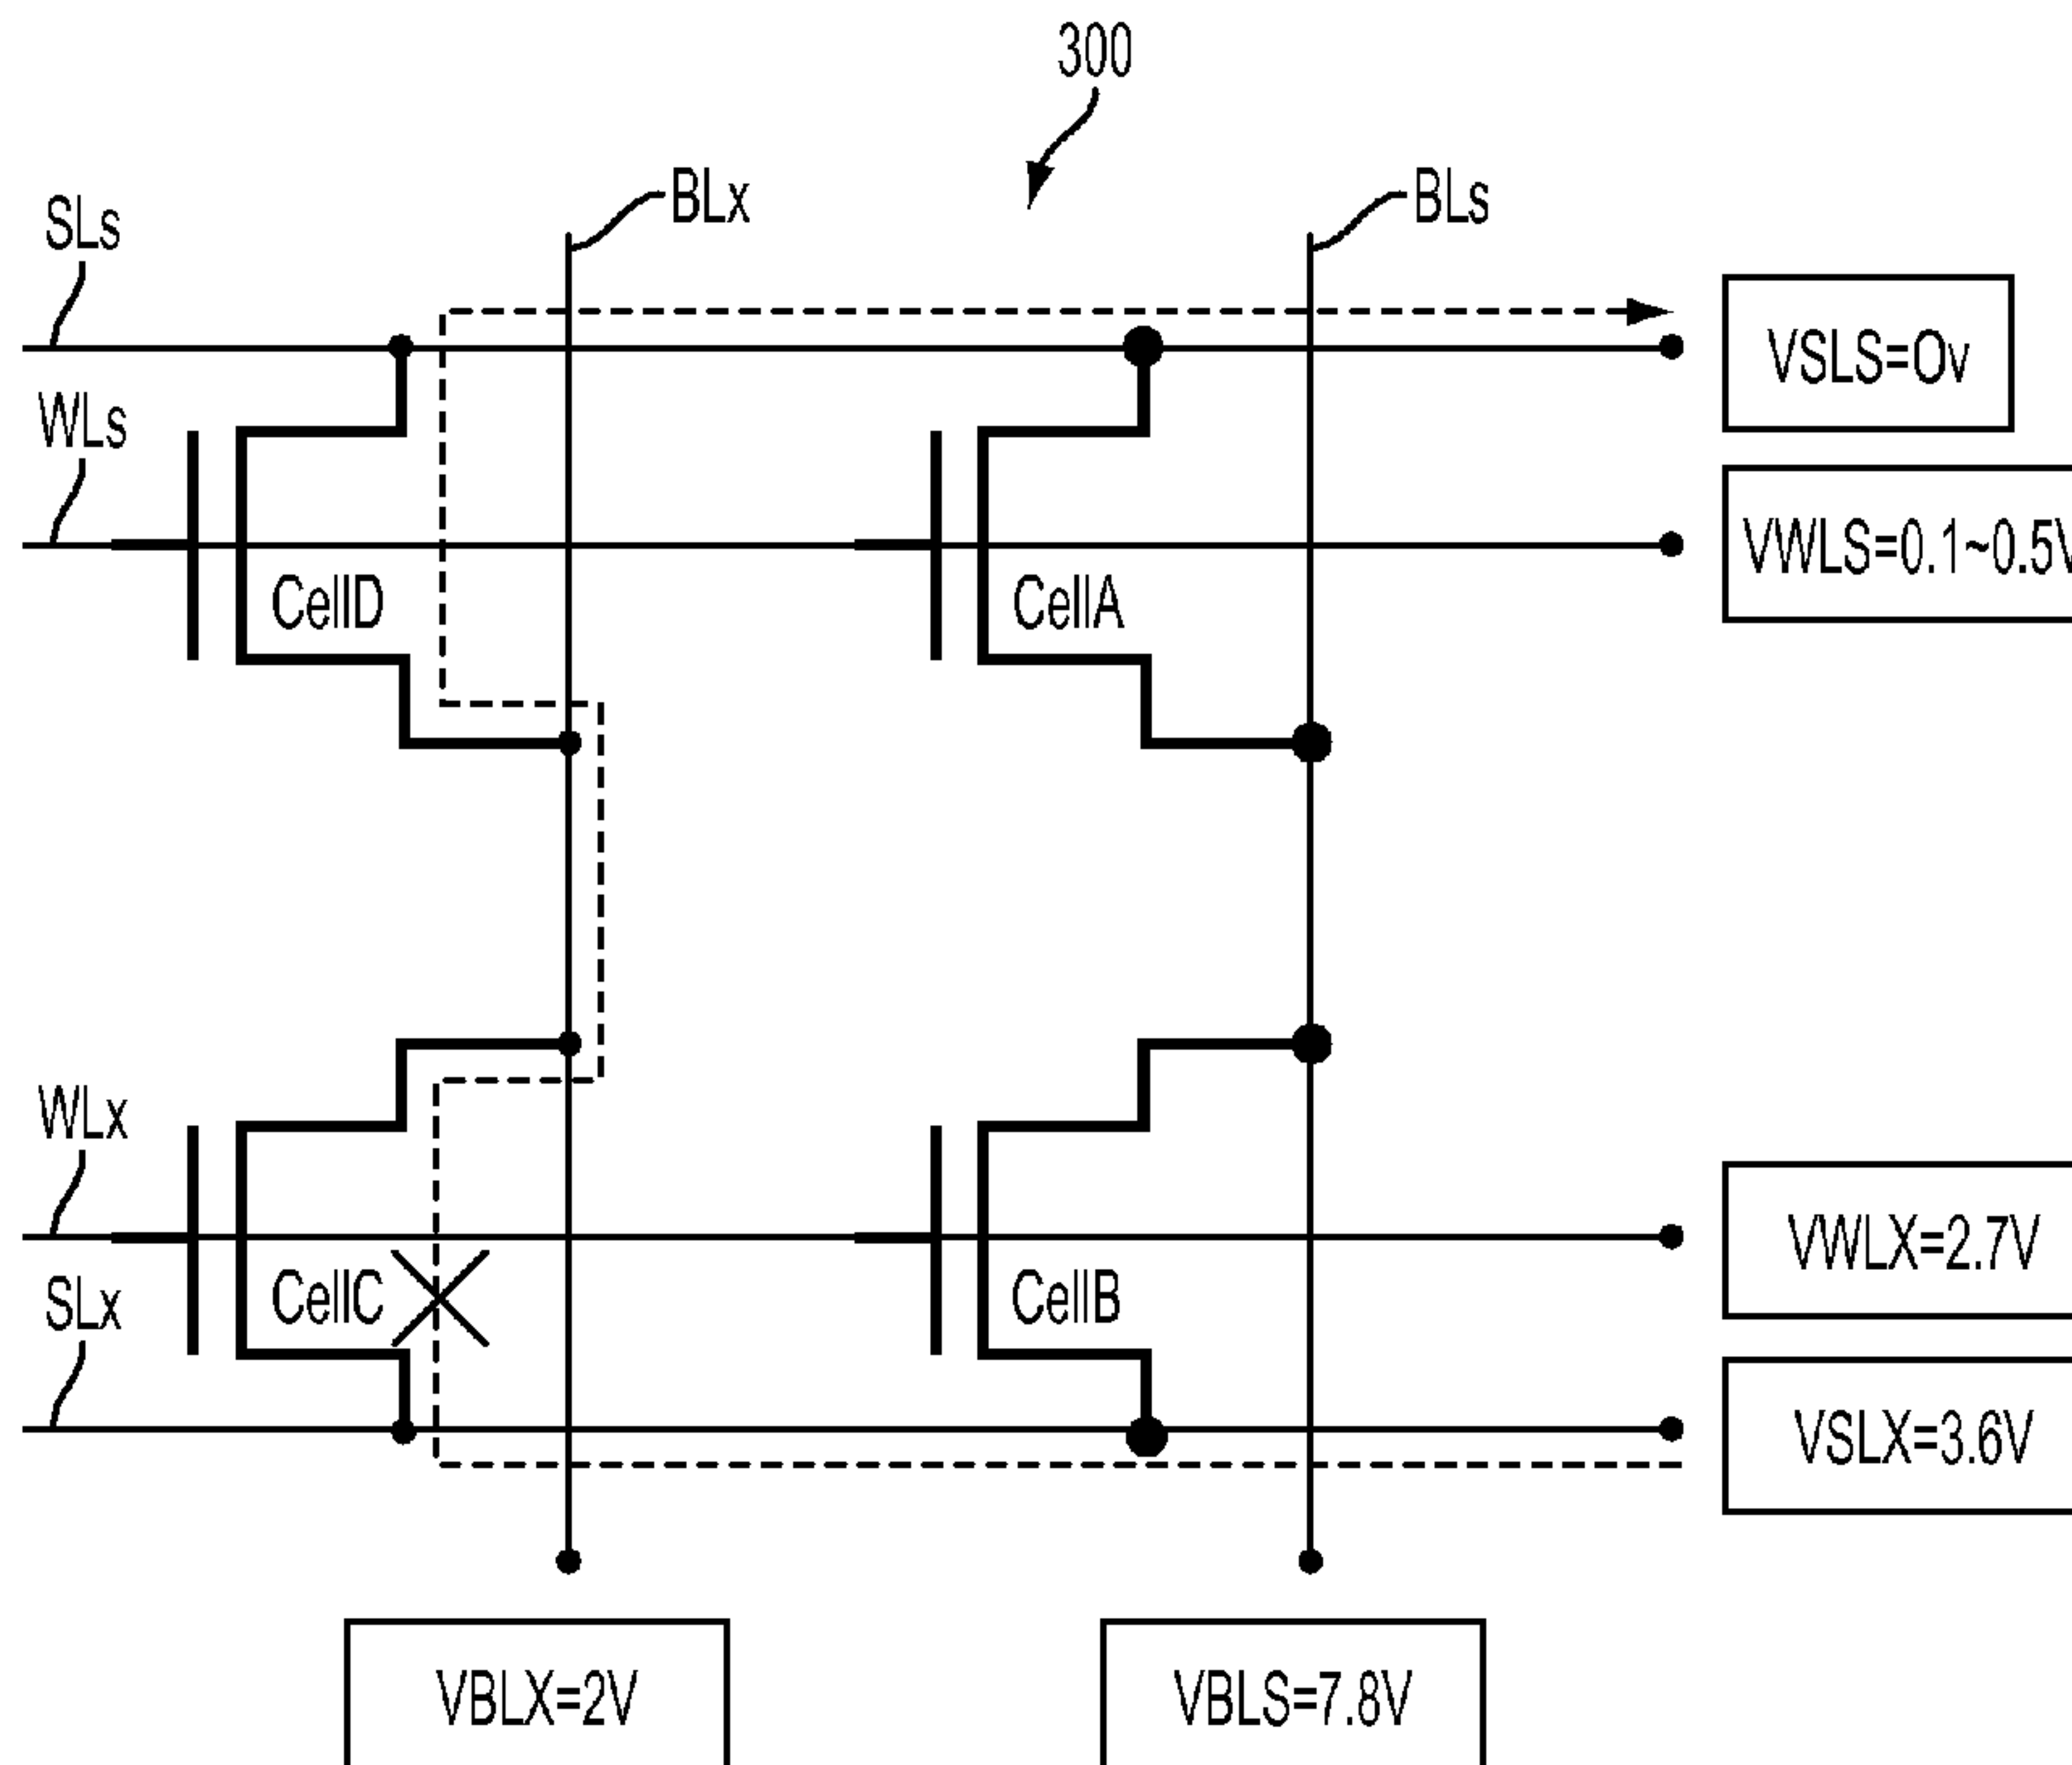 300
BLx
BLs
SLs
VSLS=0v
WLs
VWLS=0.1~0.5V
CellD
CellA
WLx
VWLX=2.7V
CellC
CellB
SLx
VSLX=3.6V
VBLX=2V
VBLS=7.8V